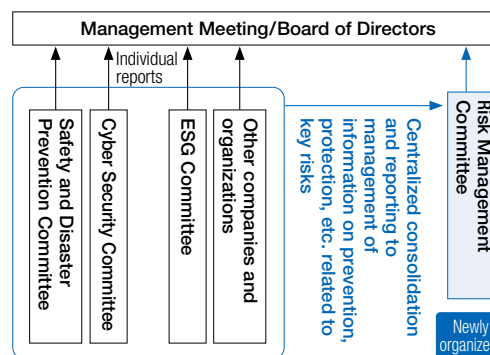 Management Meeting/Board of Directors
Individual
reports
Safety and Disaster
Prevention Committee
Cyber Security Committee
ESG Committee
Other companies and
organizations
Centralized consolidation
and reporting to
management of
information on prevention,
protection, etc. related to
key risks
Risk Management
Committee
Newly
organize